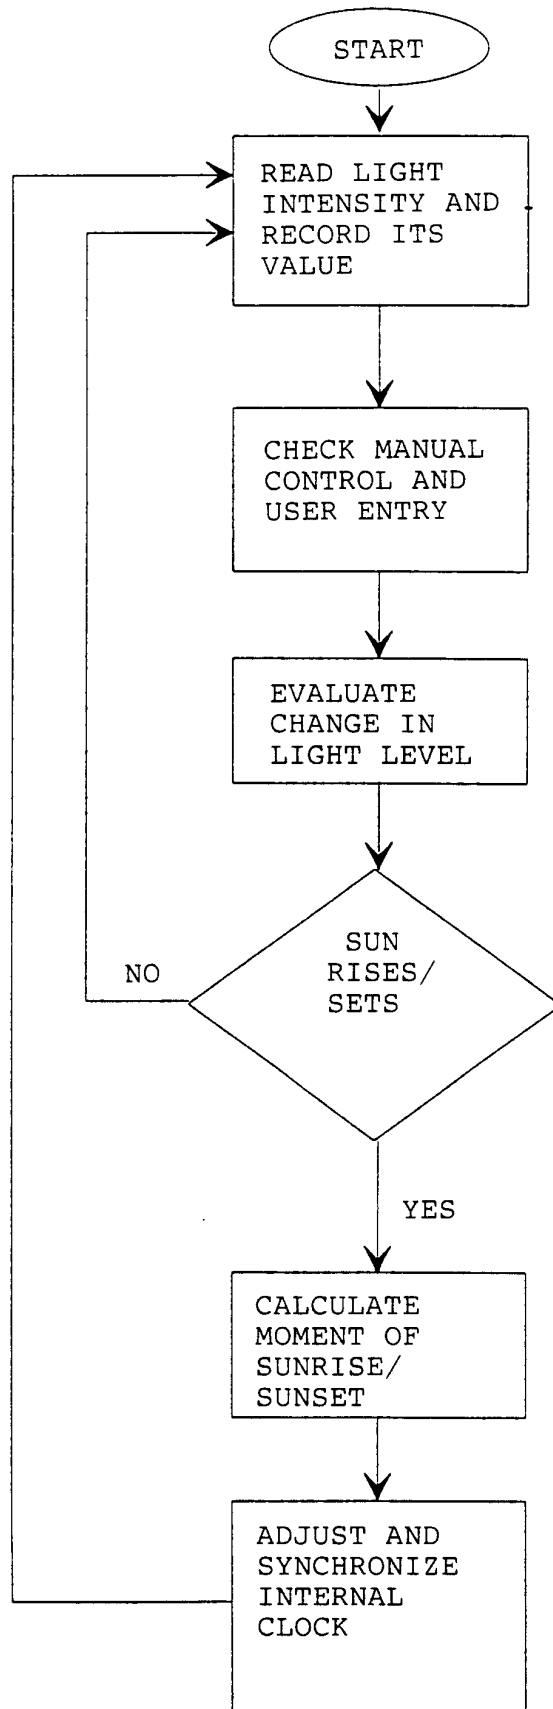 START
READ LIGHT
INTENSITY AND
RECORD ITS
VALUE
CHECK MANUAL
CONTROL AND
USER ENTRY
EVALUATE
CHANGE IN
LIGHT LEVEL
SUN
RISES/
SETS
NO
YES
CALCULATE
MOMENT OF
SUNRISE/
SUNSET
ADJUST AND
SYNCHRONIZE
INTERNAL
CLOCK